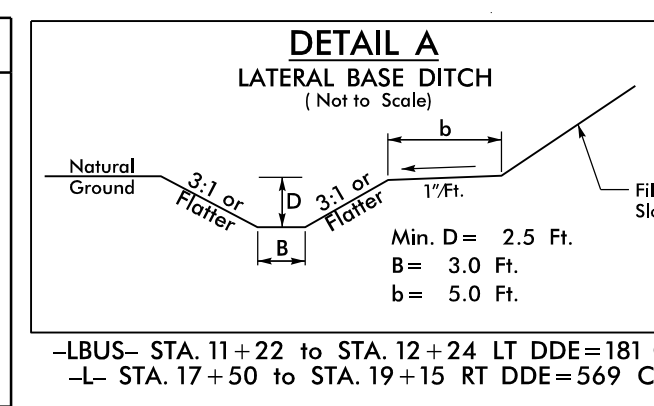 DETAIL A
LATERAL BASE DITCH
( Not to Scale)
b
Natural
Ground
3:1 or
Flatter
D
3:1 or
Flatter
1"/Ft.
B
Min. D = 2.5 Ft.
B = 3.0 Ft.
b = 5.0 Ft.
–LBUS– STA. 11+22 to STA. 12+24 LT DDE=181
–L– STA. 17+50 to STA. 19+15 RT DDE=569